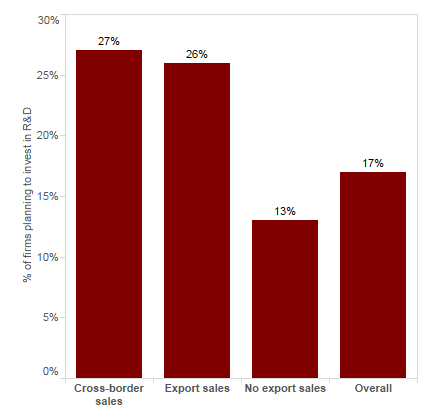 % of firms planning to invest in R&D
30%
25%
20%
15%
10%
5%
0%
27%
26%
13%
17%
Cross-border
sales
Export sales
No export sales
Overall